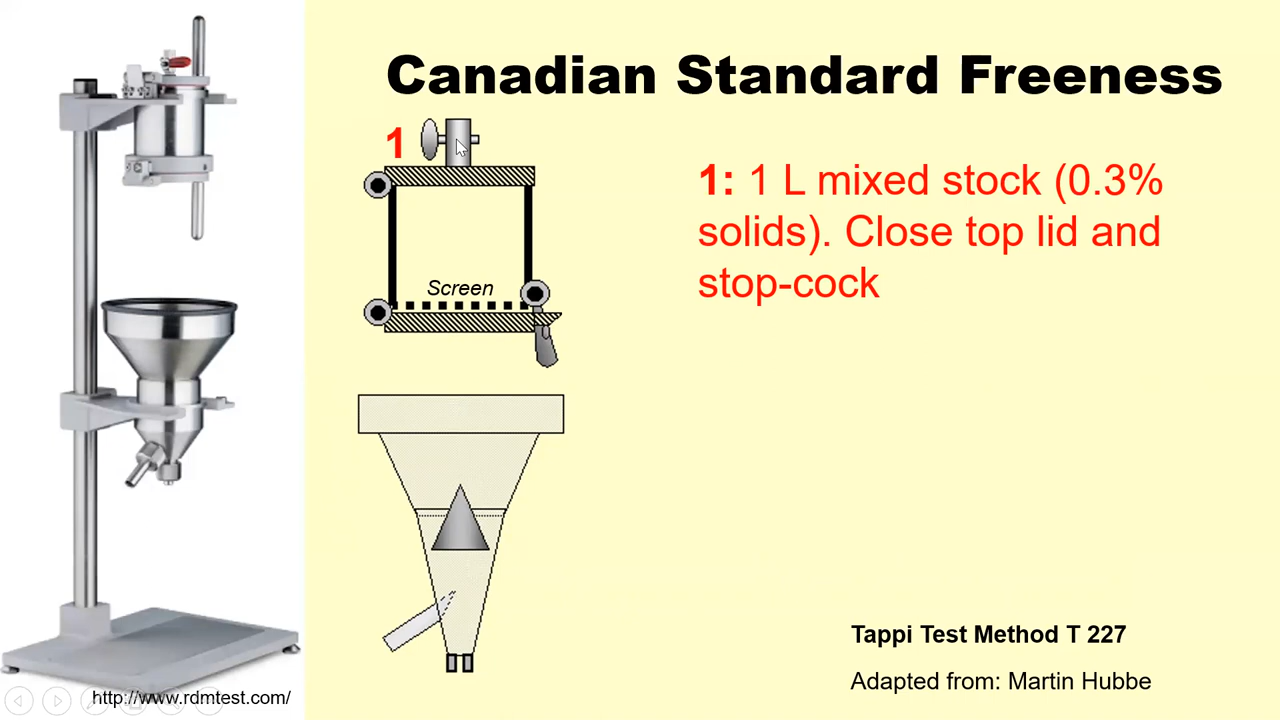 Canadian Standard Freeness
1
1: 1 L mixed stock (0.3%
solids). Close top lid and
stop-cock
Screen
Tappi Test Method T 227
Adapted from: Martin Hubbe
http://www.rdmtest.com/